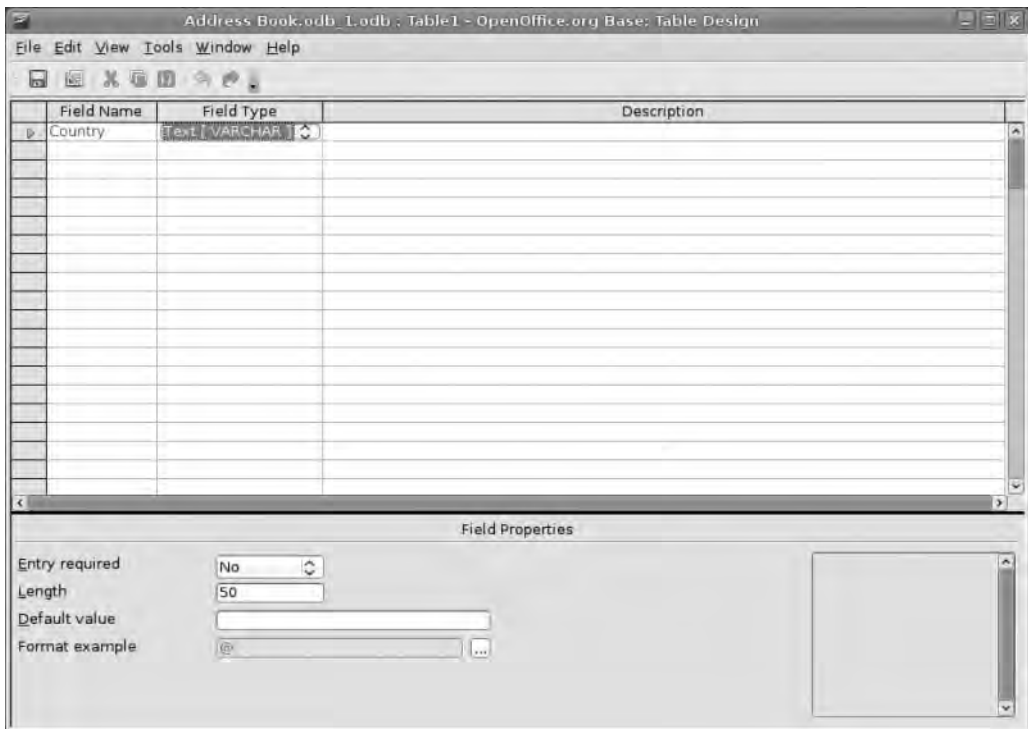 Address Book.odb_1.odb : Table1 - OpenOffice.org Base: Table Design
File Edit View Tools Window Help
Field Name Field Type Description
Country Text [ VARCHAR ]
Field Properties
Entry required No
Length 50
Default value
Format example @ ...